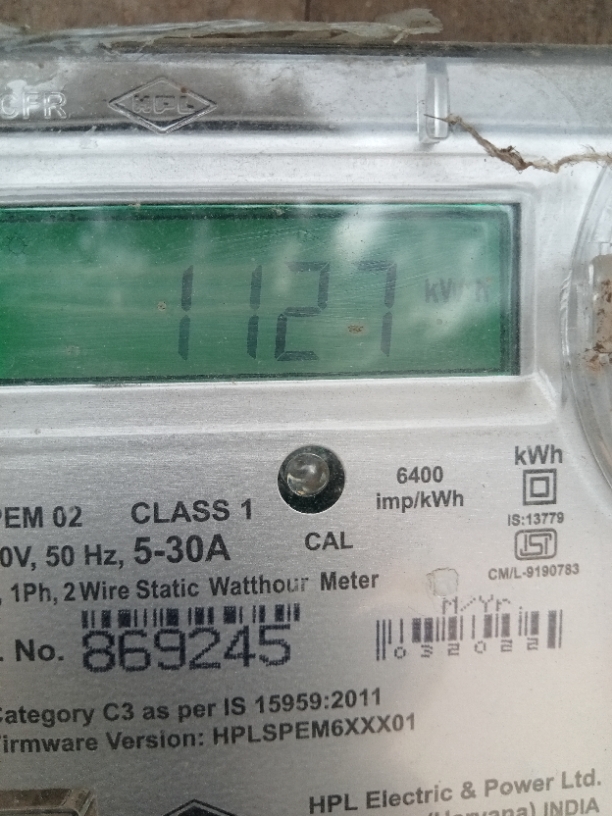 CFR HPL
1127 kWh
kWh
6400
imp/kWh
IS:13779
PEM 02 CLASS 1
CAL
0V, 50 Hz, 5-30A
CM/L-9190783
, 1Ph, 2Wire Static Watthour Meter
M/Yr.
. No. 869245
032022
Category C3 as per IS 15959:2011
Firmware Version: HPLSPEM6XXX01
HPL Electric & Power Ltd.
(Haryana) INDIA